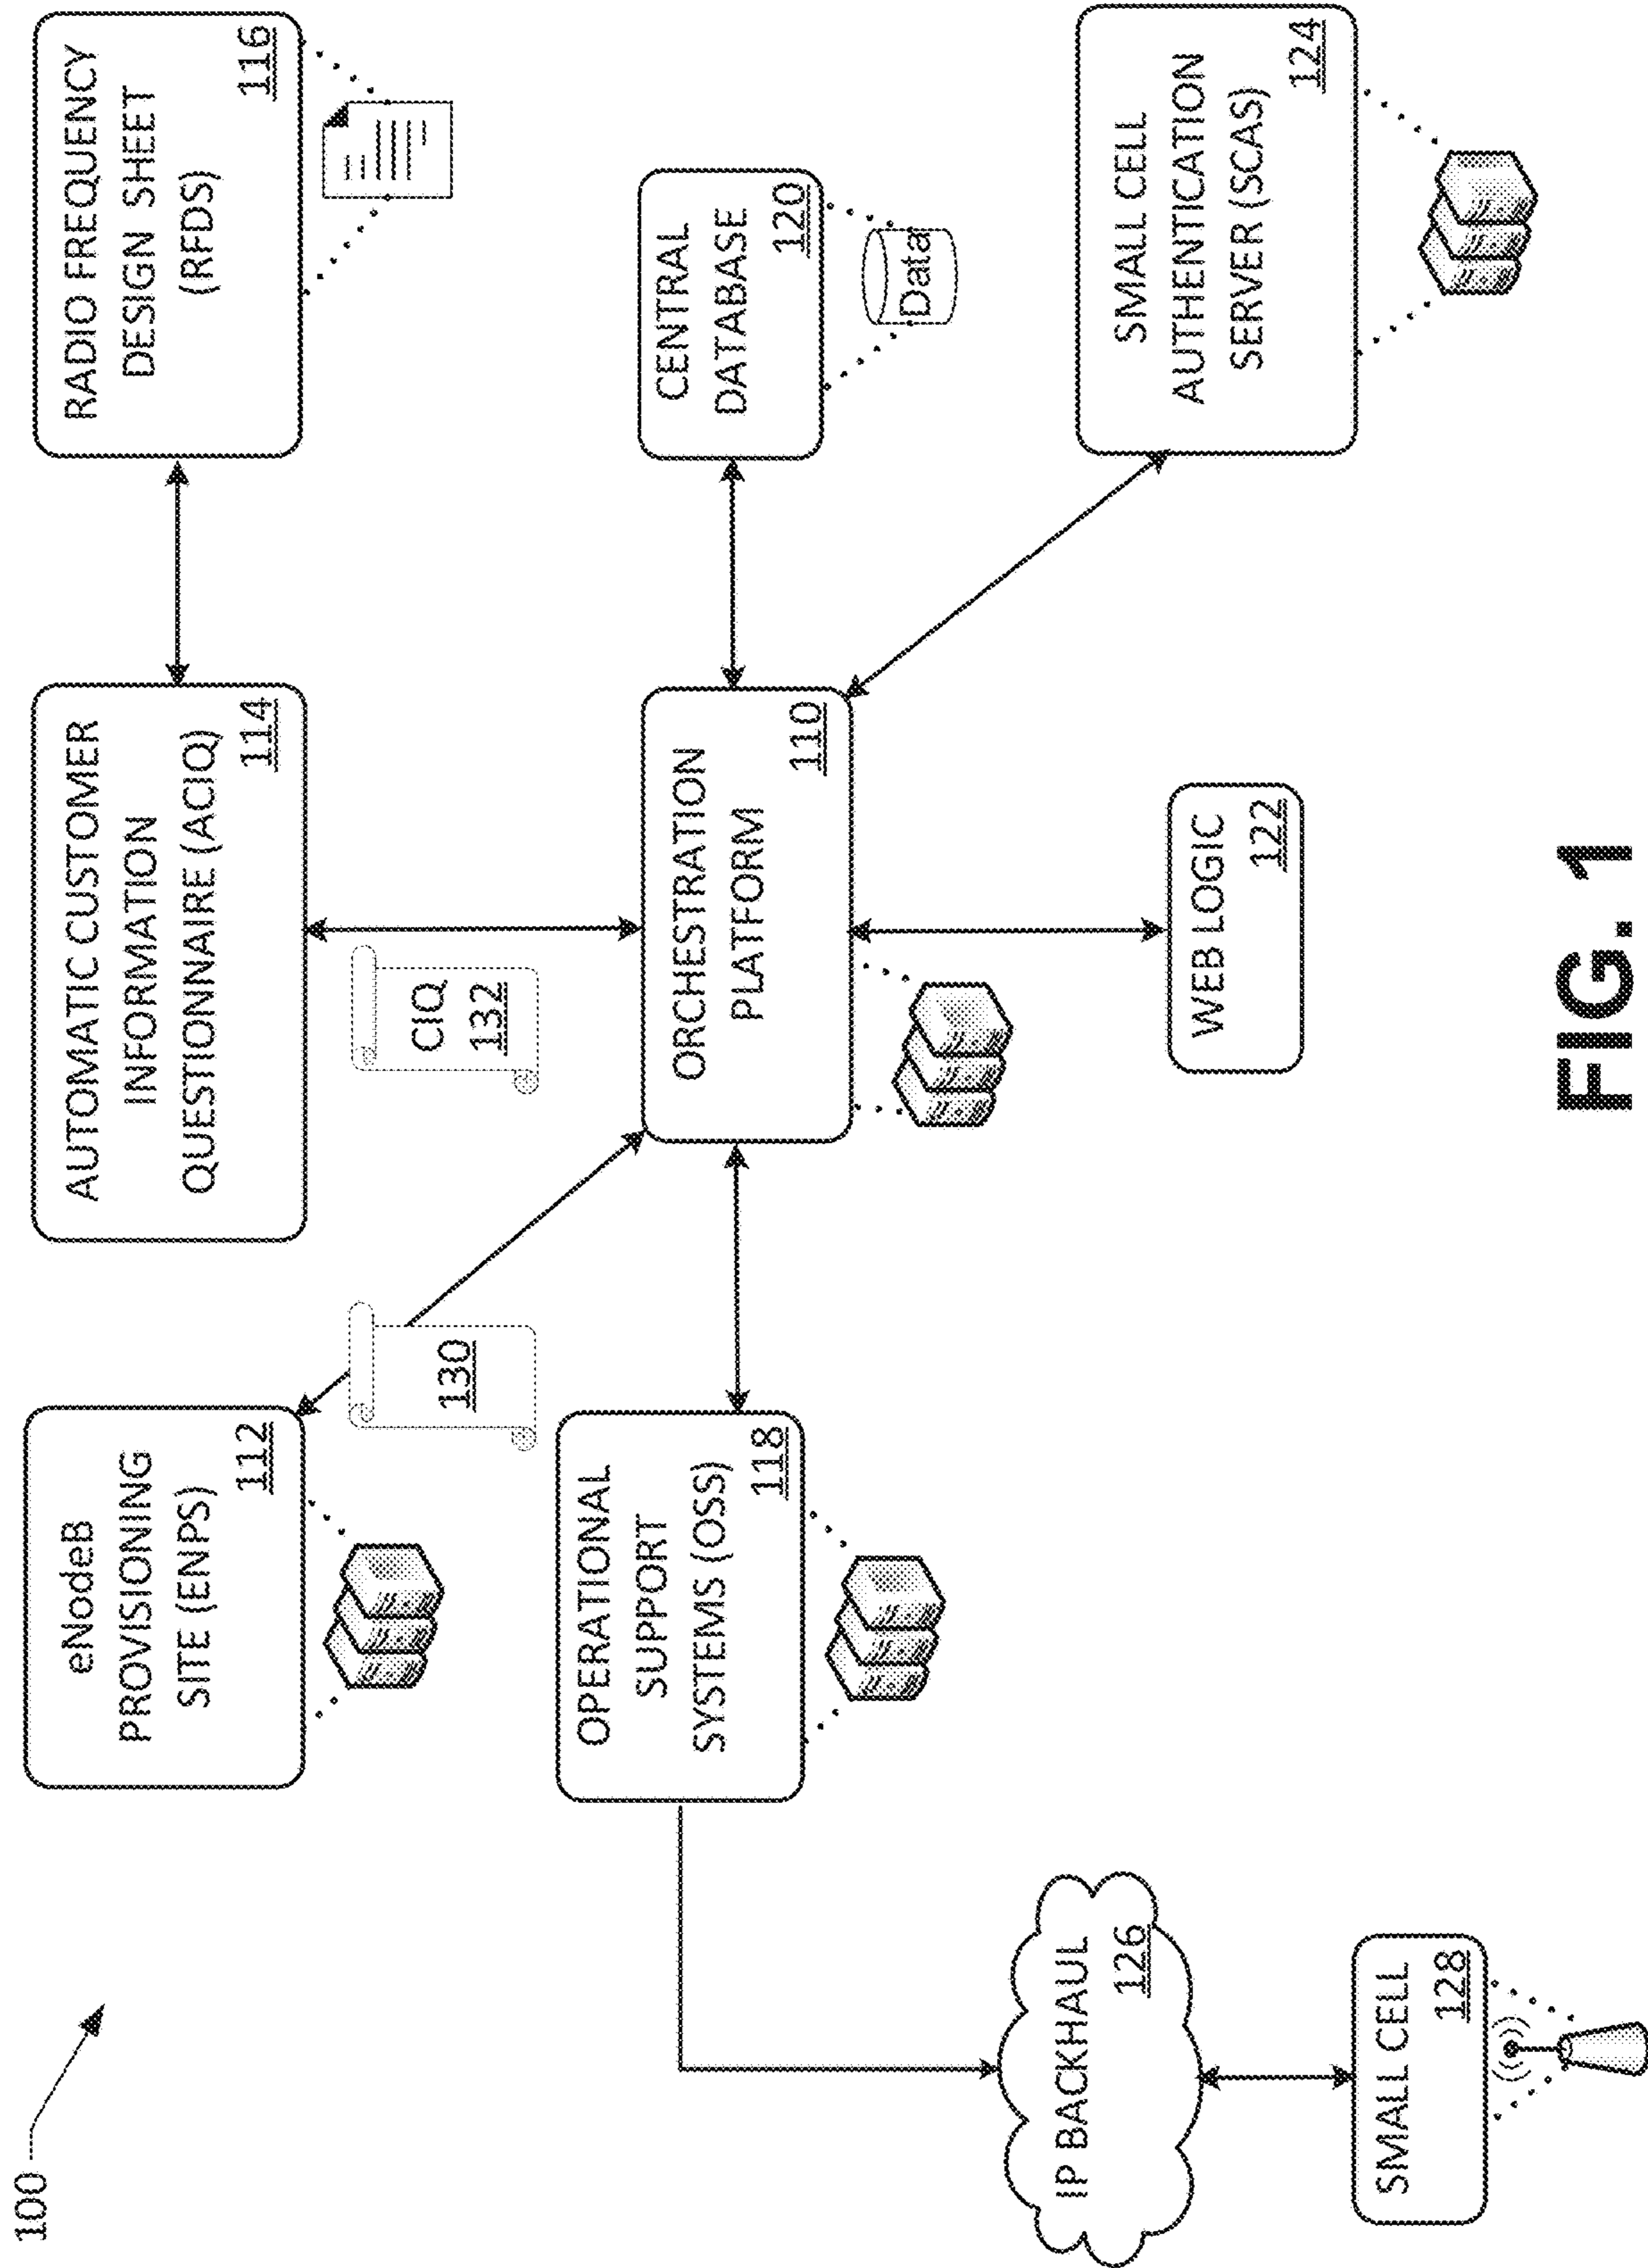 100
eNodeB
PROVISIONING
SITE (ENPS)
112
AUTOMATIC CUSTOMER
INFORMATION
QUESTIONNAIRE (ACIQ)
114
RADIO FREQUENCY
DESIGN SHEET
(RFDS)
116
130
CIQ
132
OPERATIONAL
SUPPORT
SYSTEMS (OSS)
118
ORCHESTRATION
PLATFORM
110
CENTRAL
DATABASE
120
Data
IP BACKHAUL
126
SMALL CELL
128
WEB LOGIC
122
SMALL CELL
AUTHENTICATION
SERVER (SCAS)
124
FIG. 1